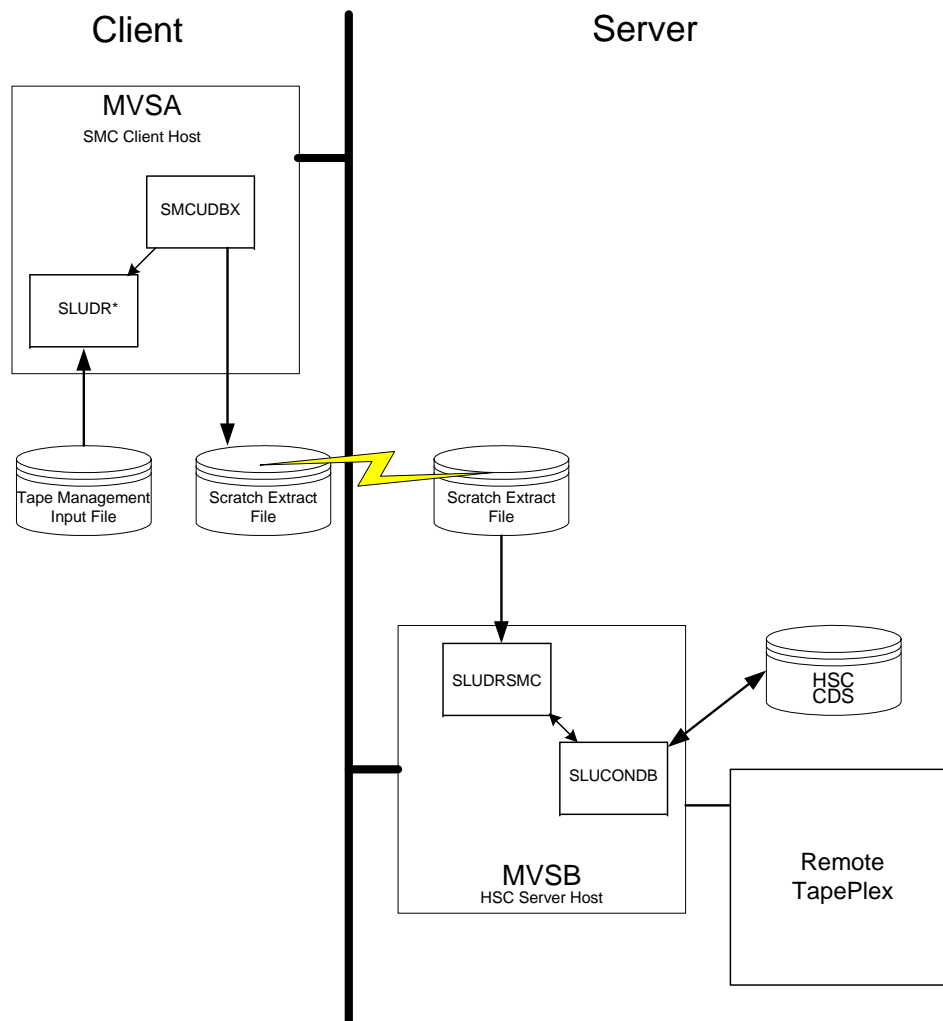 Client
Server
MVSA
SMC Client Host
SMCUDBX
SLUDR*
Tape Management
Input File
Scratch Extract
File
Scratch Extract
File
SLUDRSMC
HSC
CDS
SLUCONDB
MVSB
HSC Server Host
Remote
TapePlex